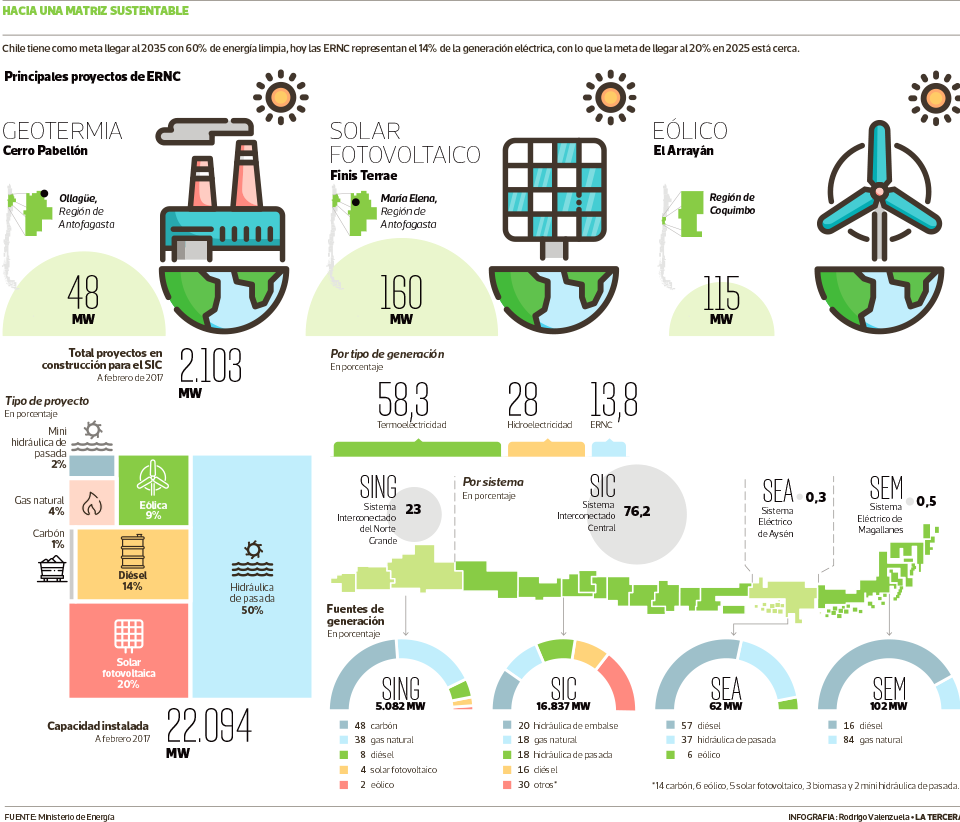 HACIA UNA MATRIZ SUSTENTABLE
Chile tiene como meta llegar al 2035 con 60% de energía limpia, hoy las ERNC representan el 14% de la generación eléctrica, con lo que la meta de llegar al 20% en 2025 está cerca.
Principales proyectos de ERNC
GEOTERMIA
Cerro Pabellón
Ollagüe,
Región de
Antofagasta
48
MW
SOLAR
FOTOVOLTAICO
Finis Terrae
María Elena,
Región de
Antofagasta
160
MW
EÓLICO
El Arrayán
Región de
Coquimbo
115
MW
Total proyectos en
construcción para el SIC
A febrero de 2017
2.103
MW
Tipo de proyecto
En porcentaje
Mini
hidráulica de
pasada
2%
Gas natural
4%
Carbón
1%
Eólica
9%
Diésel
14%
Solar
fotovoltaica
20%
Hidráulica
de pasada
50%
Capacidad instalada
A febrero 2017
22.094
MW
Por tipo de generación
En porcentaje
58,3
Termoelectricidad
28
Hidroelectricidad
13,8
ERNC
Por sistema
En porcentaje
SING
Sistema
Interconectado
del Norte
Grande
23
SIC
Sistema
Interconectado
Central
76,2
SEA
Sistema
Eléctrico
de Aysén
0,3
SEM
Sistema
Eléctrico de
Magallanes
0,5
Fuentes de
generación
En porcentaje
SING
5.082 MW
48 carbón
38 gas natural
8 diésel
4 solar fotovoltaico
2 eólico
SIC
16.837 MW
20 hidráulica de embalse
18 gas natural
18 hidráulica de pasada
16 diésel
30 otros*
SEA
62 MW
57 diésel
37 hidráulica de pasada
6 eólico
SEM
102 MW
16 diésel
84 gas natural
*14 carbón, 6 eólico, 5 solar fotovoltaico, 3 biomasa y 2 mini hidráulica de pasada.
FUENTE: Ministerio de Energía
INFOGRAFIA: Rodrigo Valenzuela • LA TERCERA